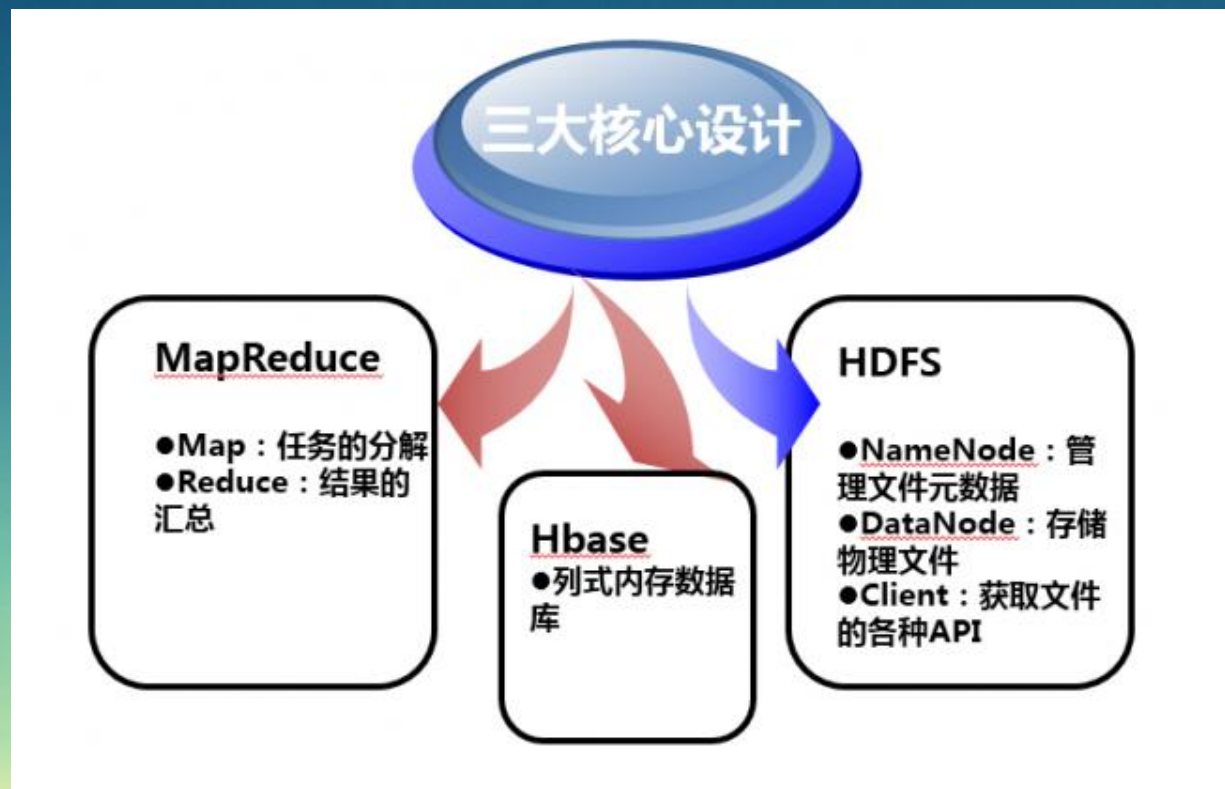 三大核心设计
MapReduce
●Map：任务的分解
●Reduce：结果的
汇总
Hbase
●列式内存数据
库
HDFS
●NameNode：管
理文件元数据
●DataNode：存储
物理文件
●Client：获取文件
的各种API